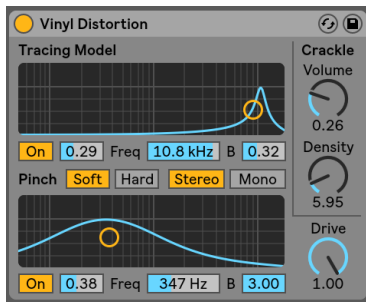 Vinyl Distortion
Tracing Model
On 0.29 Freq 10.8 kHz B 0.32
Pinch Soft Hard Stereo Mono
On 0.38 Freq 347 Hz B 3.00
Crackle
Volume
0.26
Density
5.95
Drive
1.00